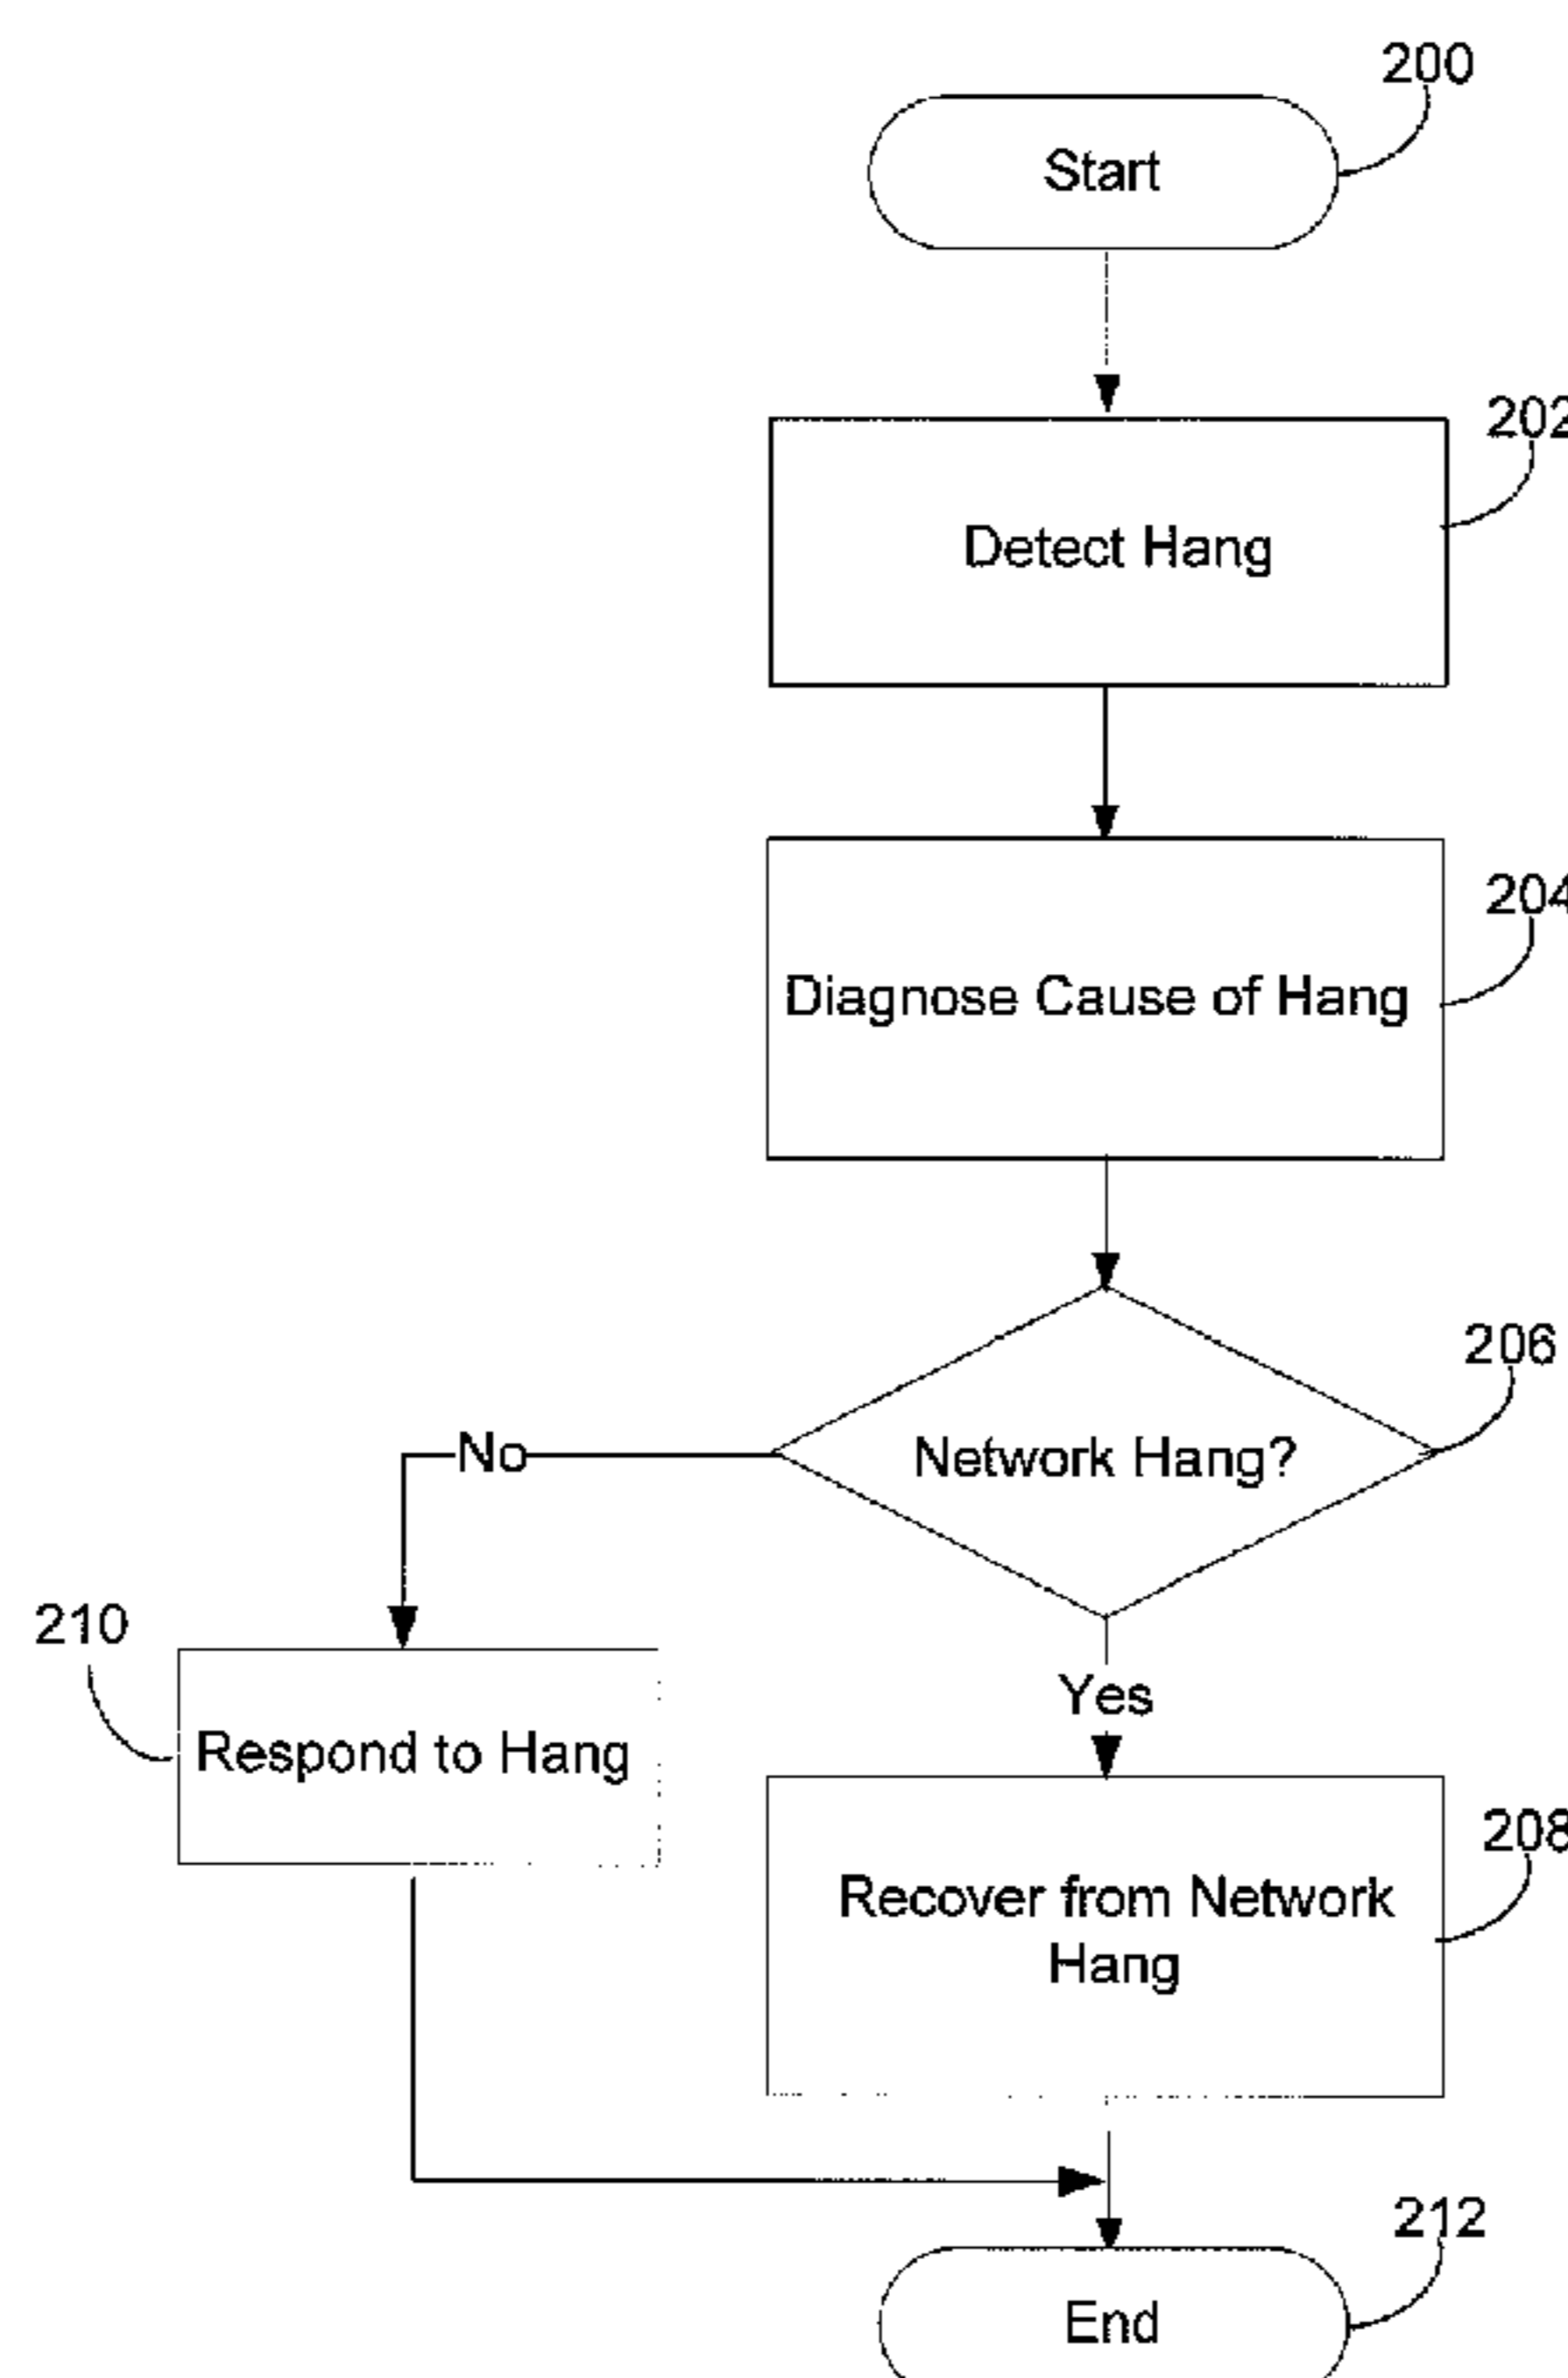 200
Start
202
Detect Hang
204
Diagnose Cause of Hang
206
Network Hang?
No
210
Yes
Respond to Hang
208
Recover from Network
Hang
212
End